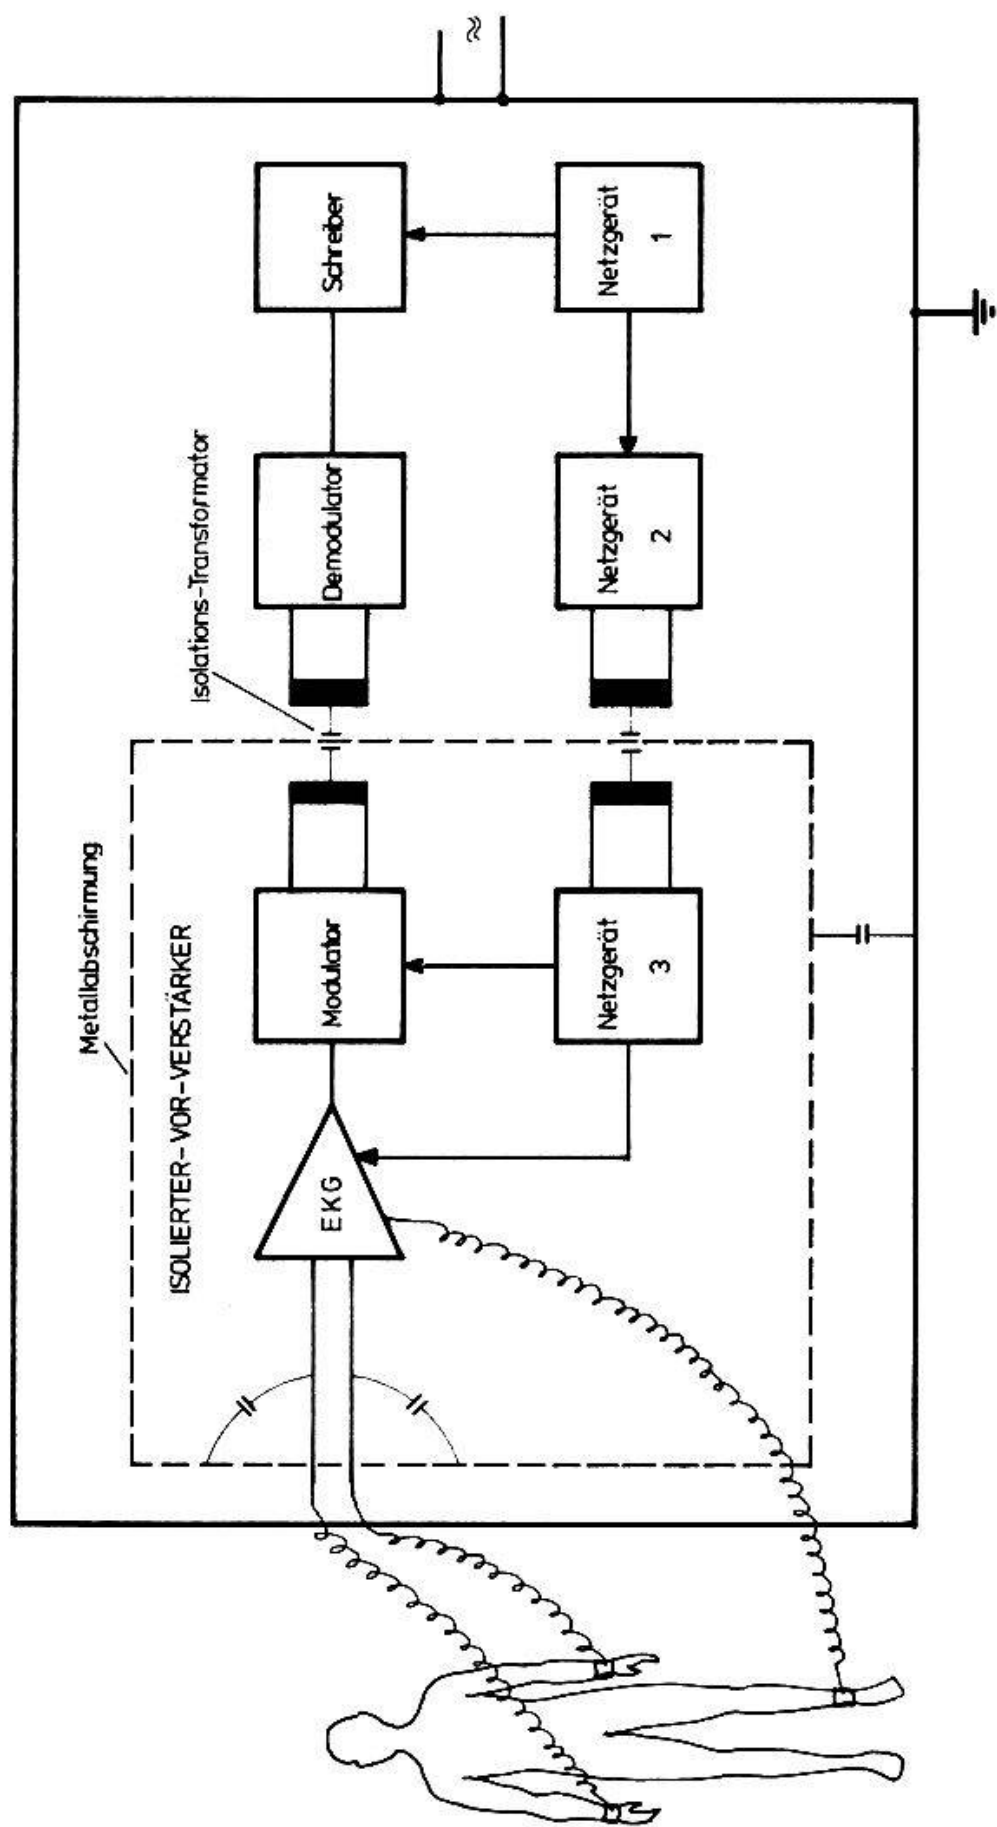 Metallabschirmung
ISOLIERTER-VOR-VERSTÄRKER
Isolations-Transformator
EKG
Modulator
Demodulator
Schreiber
Netzgerät
3
Netzgerät
2
Netzgerät
1
≈